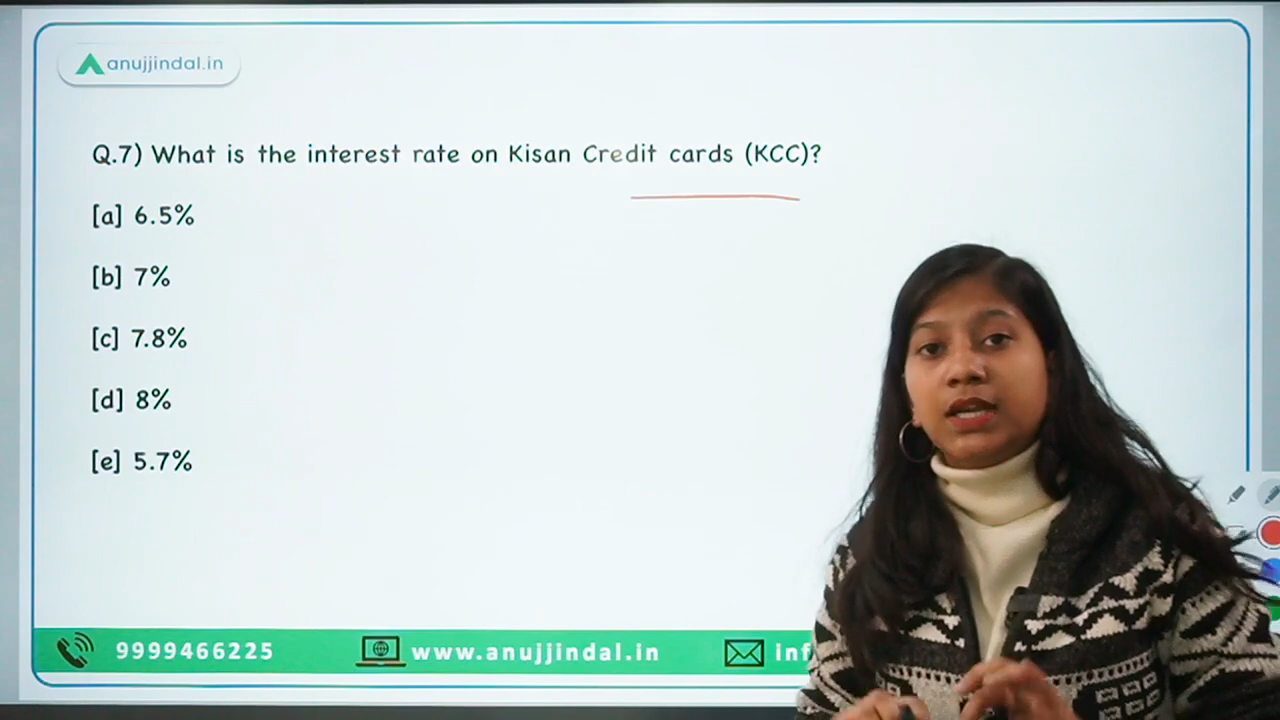 anujjindal.in
Q.7) What is the interest rate on Kisan Credit cards (KCC)?
[a] 6.5%
[b] 7%
[c] 7.8%
[d] 8%
[e] 5.7%
9999466225 www.anujjindal.in